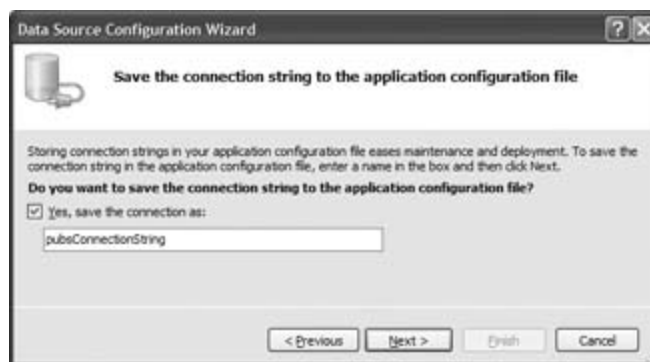 Data Source Configuration Wizard
Save the connection string to the application configuration file
Storing connection strings in your application configuration file eases maintenance and deployment. To save the
connection string in the application configuration file, enter a name in the box and then click Next.
Do you want to save the connection string to the application configuration file?
Yes, save the connection as:
pubsConnectionString
< Previous
Next >
Finish
Cancel